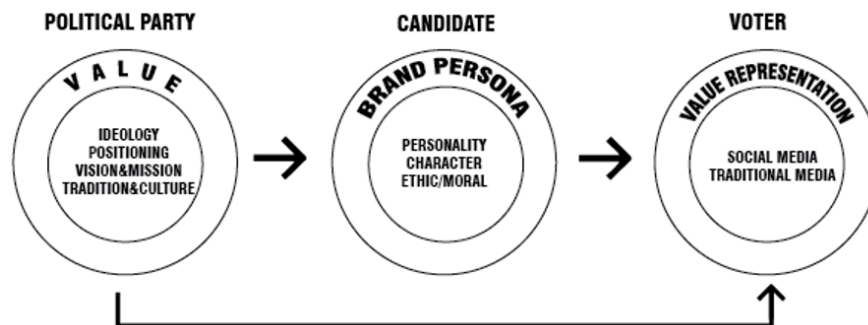 POLITICAL PARTY
VALUE
IDEOLOGY
POSITIONING
VISION&MISSION
TRADITION&CULTURE
CANDIDATE
BRAND PERSONA
PERSONALITY
CHARACTER
ETHIC/MORAL
VOTER
VALUE REPRESENTATION
SOCIAL MEDIA
TRADITIONAL MEDIA